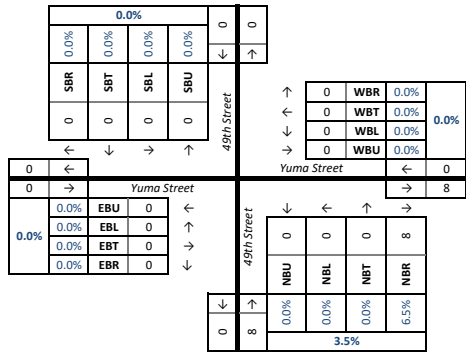 0.0%
0 0
0.0% 0.0% 0.0% 0.0%
↓ ↑
SBR SBT SBL SBU
0 0 0 0
49th Street
← ↓ → ↑
↑ 0 WBR 0.0%
← 0 WBT 0.0%
↓ 0 WBL 0.0%
→ 0 WBU 0.0%
0.0%
Yuma Street
0 ←
← 0
0 →
Yuma Street
→ 8
0.0%
0.0% EBU 0 ←
0.0% EBL 0 ↑
0.0% EBT 0 →
0.0% EBR 0 ↓
49th Street
↓ ← ↑ →
0 0 0 8
NBU NBL NBT NBR
↓ ↑
0.0% 0.0% 0.0% 6.5%
0 8
3.5%